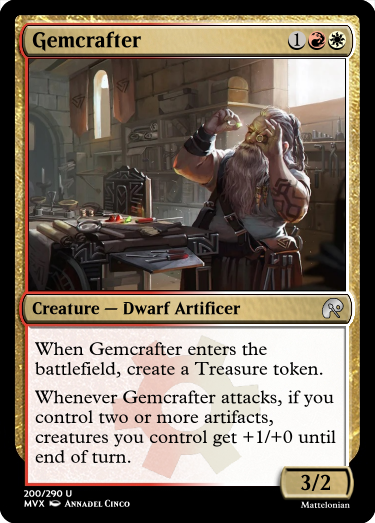 Gemcrafter 1
Creature — Dwarf Artificer
When Gemcrafter enters the
battlefield, create a Treasure token.
Whenever Gemcrafter attacks, if you
control two or more artifacts,
creatures you control get +1/+0 until
end of turn.
3/2
200/290 U
MVX Annadel Cinco
Mattelonian